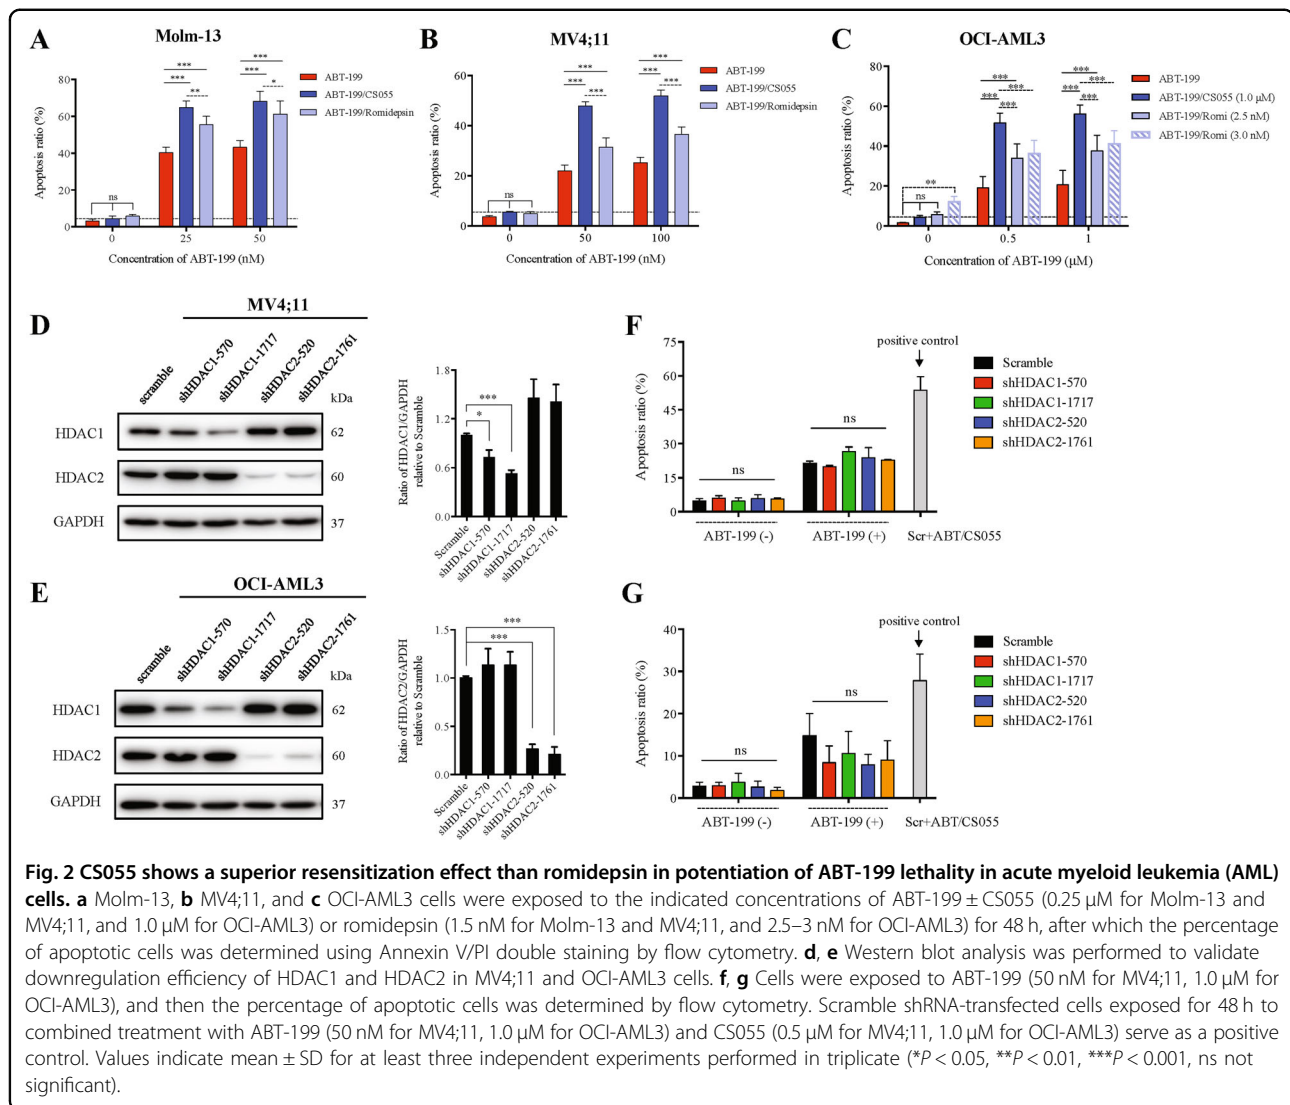 A
Molm-13
***
***
***
***
**
*
ABT-199
ABT-199/CS055
ABT-199/Romidepsin
Apoptosis ratio (%)
80
60
40
20
0
ns
0
25
50
Concentration of ABT-199 (nM)
B
MV4;11
***
***
***
***
***
***
ABT-199
ABT-199/CS055
ABT-199/Romidepsin
Apoptosis ratio (%)
60
40
20
0
ns
0
50
100
Concentration of ABT-199 (nM)
C
OCI-AML3
***
***
***
***
***
***
***
***
ABT-199
ABT-199/CS055 (1.0 μM)
ABT-199/Romi (2.5 nM)
ABT-199/Romi (3.0 nM)
Apoptosis ratio (%)
80
60
40
20
0
**
ns
0
0.5
1
Concentration of ABT-199 (μM)
D
MV4;11
scramble
shHDAC1-570
shHDAC1-1717
shHDAC2-520
shHDAC2-1761
kDa
HDAC1
62
HDAC2
60
GAPDH
37
Ratio of HDAC1/GAPDH
relative to Scramble
1.8
1.2
0.6
0.0
***
*
Scramble
shHDAC1-570
shHDAC1-1717
shHDAC2-520
shHDAC2-1761
F
Apoptosis ratio (%)
75
60
45
30
15
0
ns
ns
positive control
Scramble
shHDAC1-570
shHDAC1-1717
shHDAC2-520
shHDAC2-1761
ABT-199 (-)
ABT-199 (+)
Scr+ABT/CS055
E
OCI-AML3
scramble
shHDAC1-570
shHDAC1-1717
shHDAC2-520
shHDAC2-1761
kDa
HDAC1
62
HDAC2
60
GAPDH
37
Ratio of HDAC2/GAPDH
relative to Scramble
1.5
1.0
0.5
0.0
***
***
Scramble
shHDAC1-570
shHDAC1-1717
shHDAC2-520
shHDAC2-1761
G
Apoptosis ratio (%)
40
30
20
10
0
ns
ns
positive control
Scramble
shHDAC1-570
shHDAC1-1717
shHDAC2-520
shHDAC2-1761
ABT-199 (-)
ABT-199 (+)
Scr+ABT/CS055
Fig. 2 CS055 shows a superior resensitization effect than romidepsin in potentiation of ABT-199 lethality in acute myeloid leukemia (AML)
cells. a Molm-13, b MV4;11, and c OCI-AML3 cells were exposed to the indicated concentrations of ABT-199 ± CS055 (0.25 μM for Molm-13 and
MV4;11, and 1.0 μM for OCI-AML3) or romidepsin (1.5 nM for Molm-13 and MV4;11, and 2.5–3 nM for OCI-AML3) for 48 h, after which the percentage
of apoptotic cells was determined using Annexin V/PI double staining by flow cytometry. d, e Western blot analysis was performed to validate
downregulation efficiency of HDAC1 and HDAC2 in MV4;11 and OCI-AML3 cells. f, g Cells were exposed to ABT-199 (50 nM for MV4;11, 1.0 μM for
OCI-AML3), and then the percentage of apoptotic cells was determined by flow cytometry. Scramble shRNA-transfected cells exposed for 48 h to
combined treatment with ABT-199 (50 nM for MV4;11, 1.0 μM for OCI-AML3) and CS055 (0.5 μM for MV4;11, 1.0 μM for OCI-AML3) serve as a positive
control. Values indicate mean ± SD for at least three independent experiments performed in triplicate (*P < 0.05, **P < 0.01, ***P < 0.001, ns not
significant).